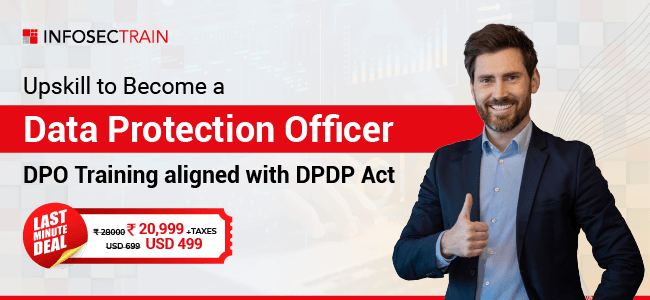 INFOSECTRAIN
Upskill to Become a
Data Protection Officer
DPO Training aligned with DPDP Act
LAST
MINUTE
DEAL
₹ 28000 ₹ 20,999 +TAXES
USD 699 USD 499